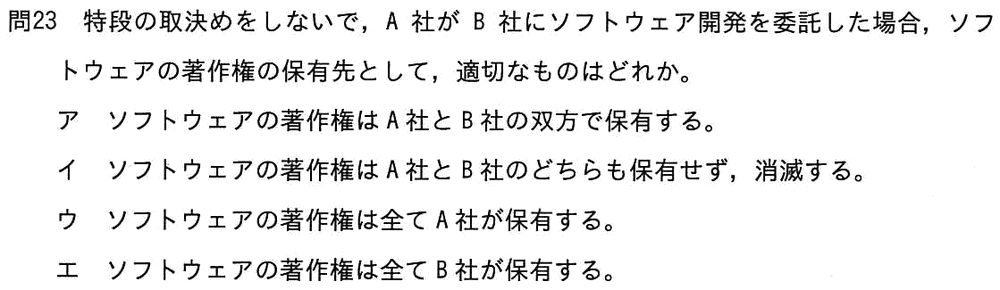 問23 特段の取決めをしないで，A 社が B 社にソフトウェア開発を委託した場合，ソフ
トウェアの著作権の保有先として，適切なものはどれか。
ア ソフトウェアの著作権は A 社と B 社の双方で保有する。
イ ソフトウェアの著作権は A 社と B 社のどちらも保有せず，消滅する。
ウ ソフトウェアの著作権は全て A 社が保有する。
エ ソフトウェアの著作権は全て B 社が保有する。